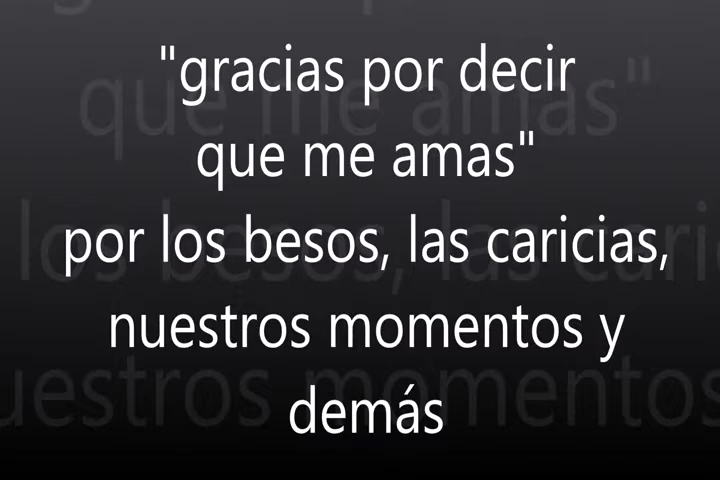 "gracias por decir
que me amas"
por los besos, las caricias,
nuestros momentos y
demás